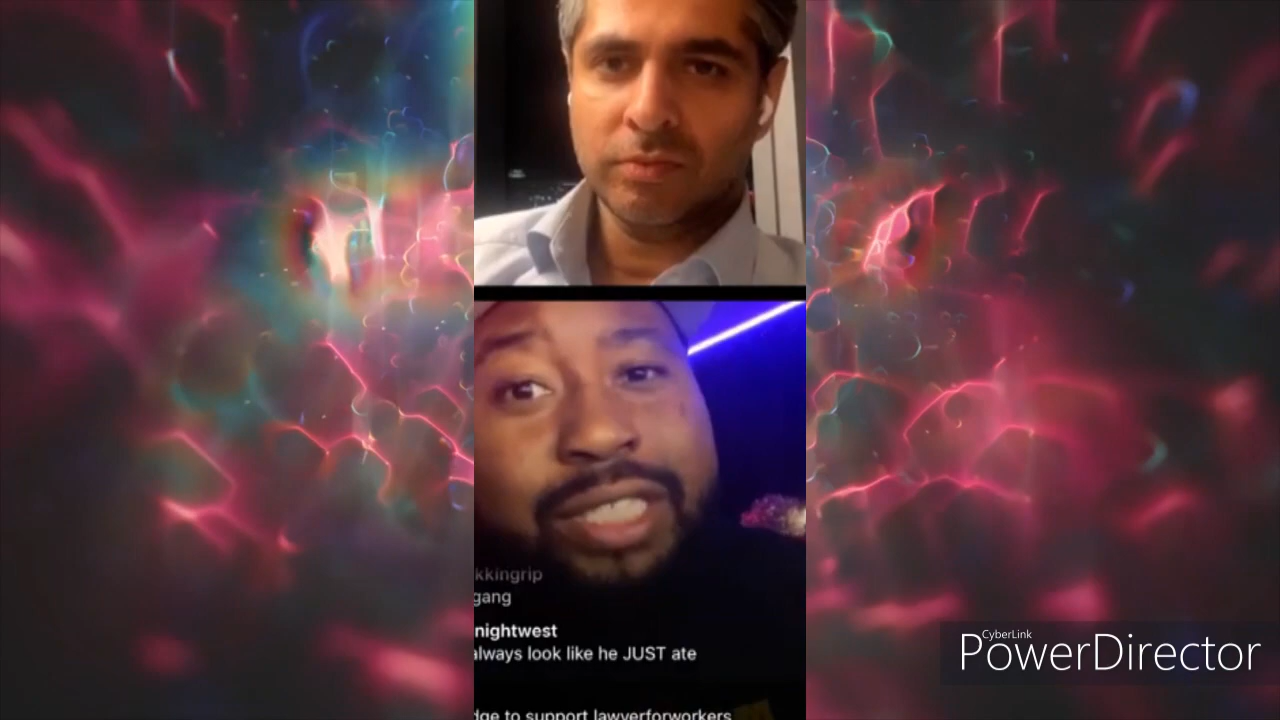 kkingrip
gang
nightwest
always look like he JUST ate
dge to support lawyerforworkers
CyberLink
PowerDirector